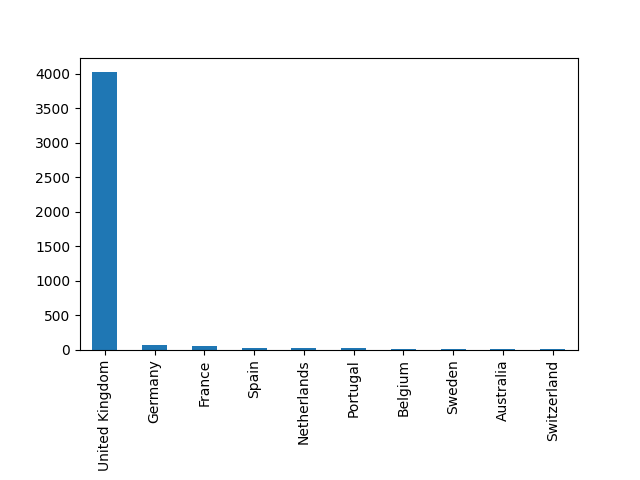 4000
3500
3000
2500
2000
1500
1000
500
0
United Kingdom
Germany
France
Spain
Netherlands
Portugal
Belgium
Sweden
Australia
Switzerland